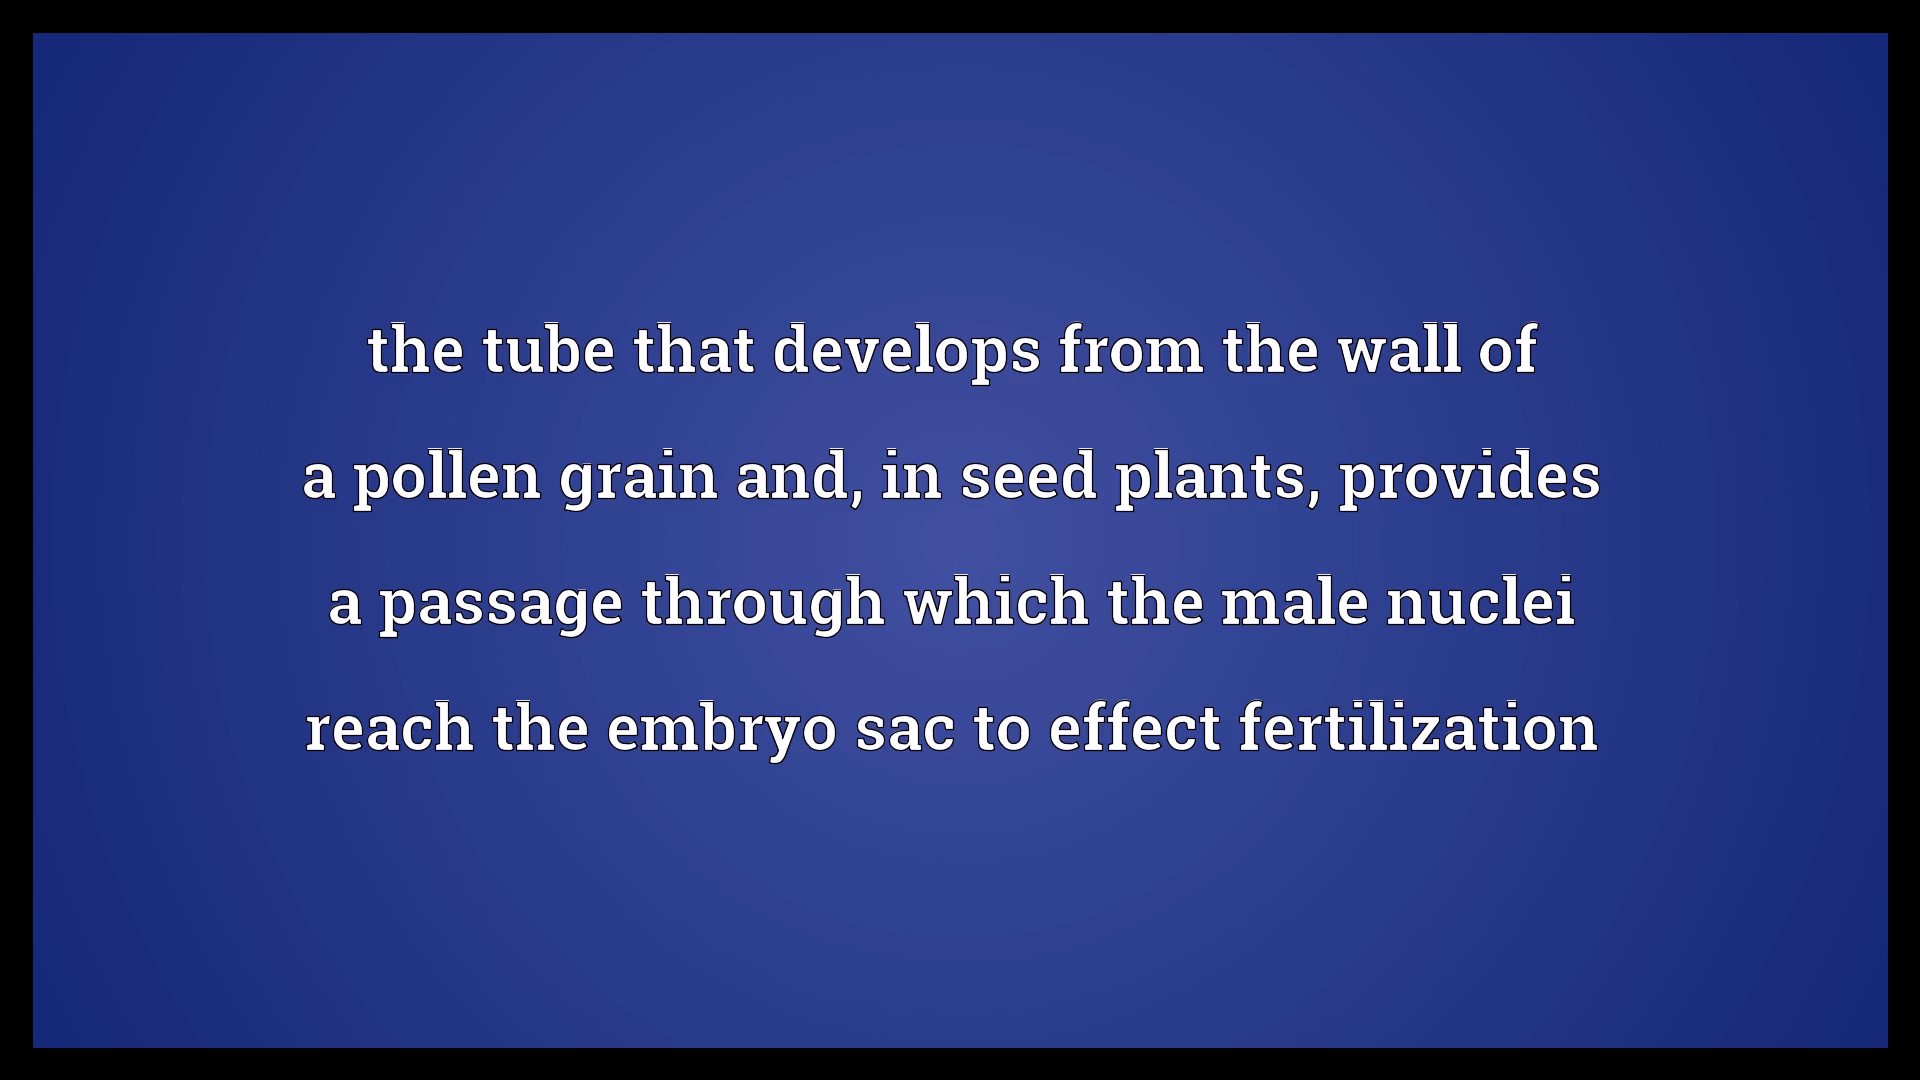 the tube that develops from the wall of
a pollen grain and, in seed plants, provides
a passage through which the male nuclei
reach the embryo sac to effect fertilization